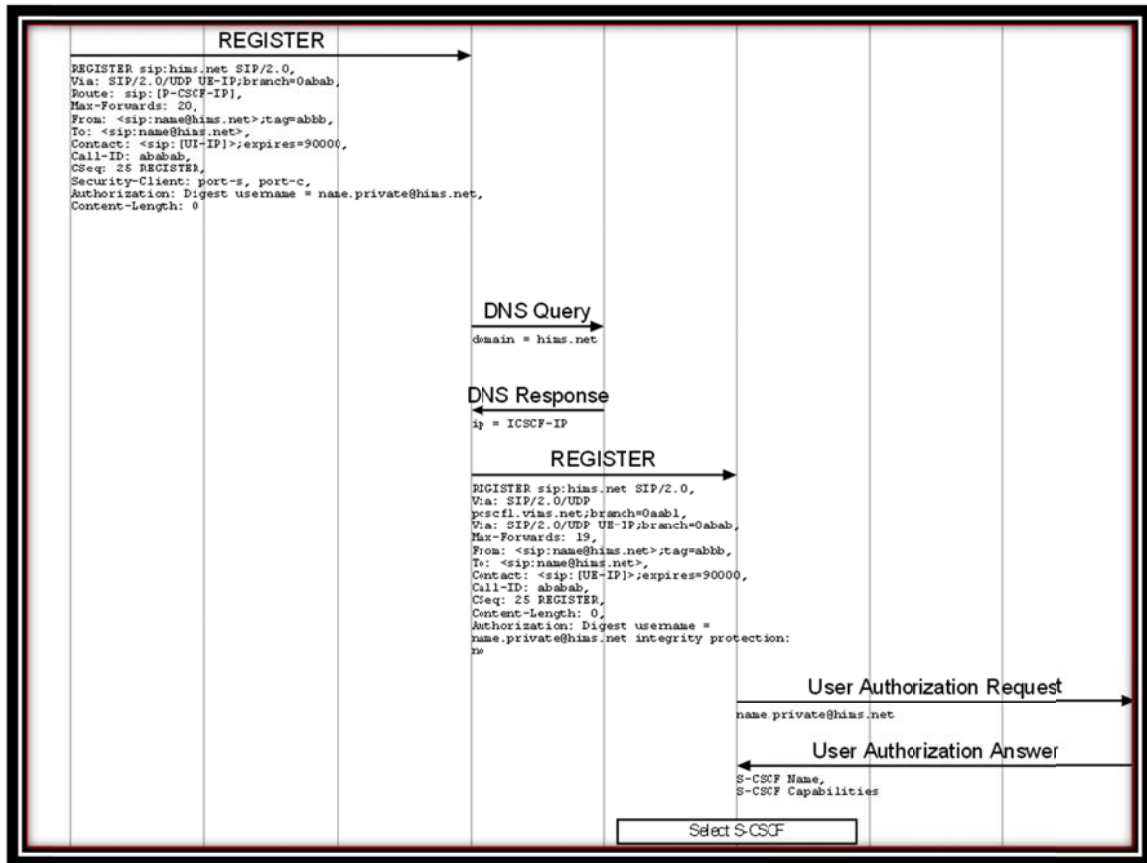 REGISTER
REGISTER sip:hims.net SIP/2.0,
Via: SIP/2.0/UDP UE-IP;branch=0abab,
Route: sip:[P-CSCF-IP],
Max-Forwards: 20,
From: <sip:name@hims.net>;tag=abbb,
To: <sip:name@hims.net>,
Contact: <sip:[UE-IP]>;expires=90000,
Call-ID: ababab,
CSeq: 25 REGISTER,
Security-Client: port-s, port-c,
Authorization: Digest username = name.private@hims.net,
Content-Length: 0
DNS Query
domain = hims.net
DNS Response
ip = ICSCF-IP
REGISTER
REGISTER sip:hims.net SIP/2.0,
Via: SIP/2.0/UDP
pcscf1.vims.net;branch=0aab1,
Via: SIP/2.0/UDP UE-IP;branch=0abab,
Max-Forwards: 19,
From: <sip:name@hims.net>;tag=abbb,
To: <sip:name@hims.net>,
Contact: <sip:[UE-IP]>;expires=90000,
Call-ID: ababab,
CSeq: 25 REGISTER,
Content-Length: 0,
Authorization: Digest username =
name.private@hims.net integrity protection:
no
User Authorization Request
name.private@hims.net
User Authorization Answer
S-CSCF Name,
S-CSCF Capabilities
Select S-CSCF